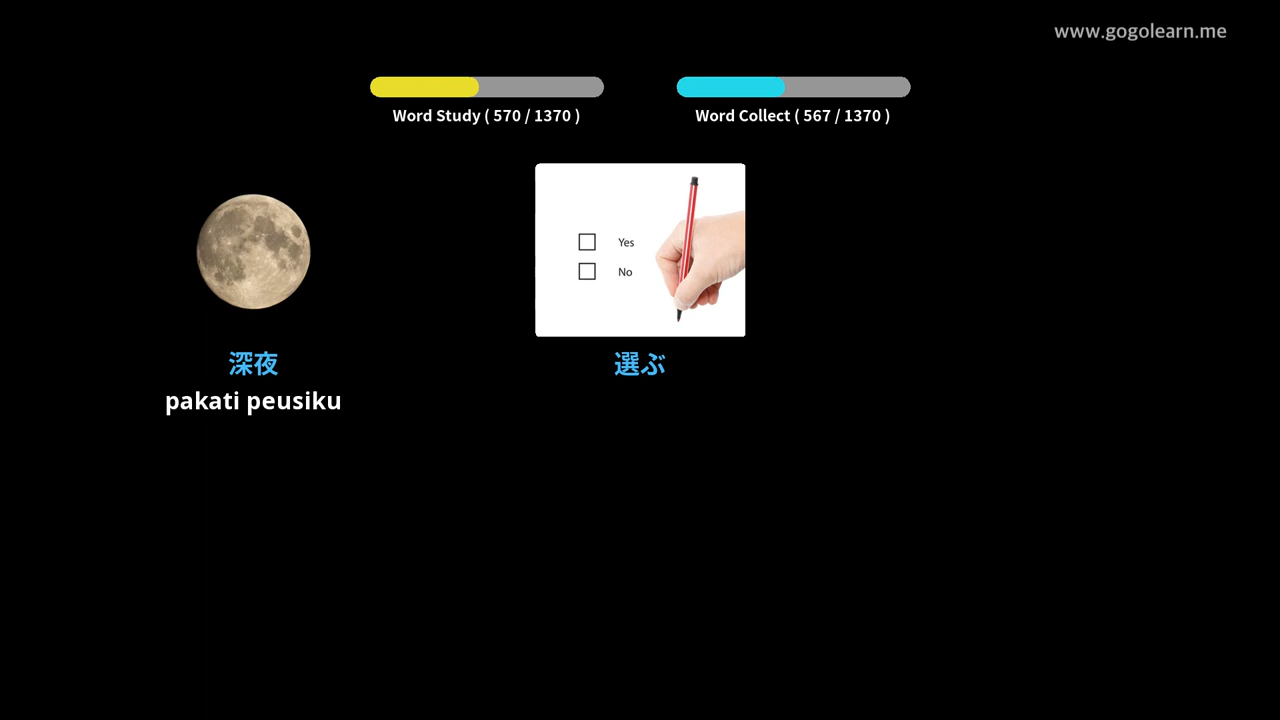 www.gogolearn.me
Word Study ( 570 / 1370 )
Word Collect ( 567 / 1370 )
Yes
No
深夜
選ぶ
pakati peusiku